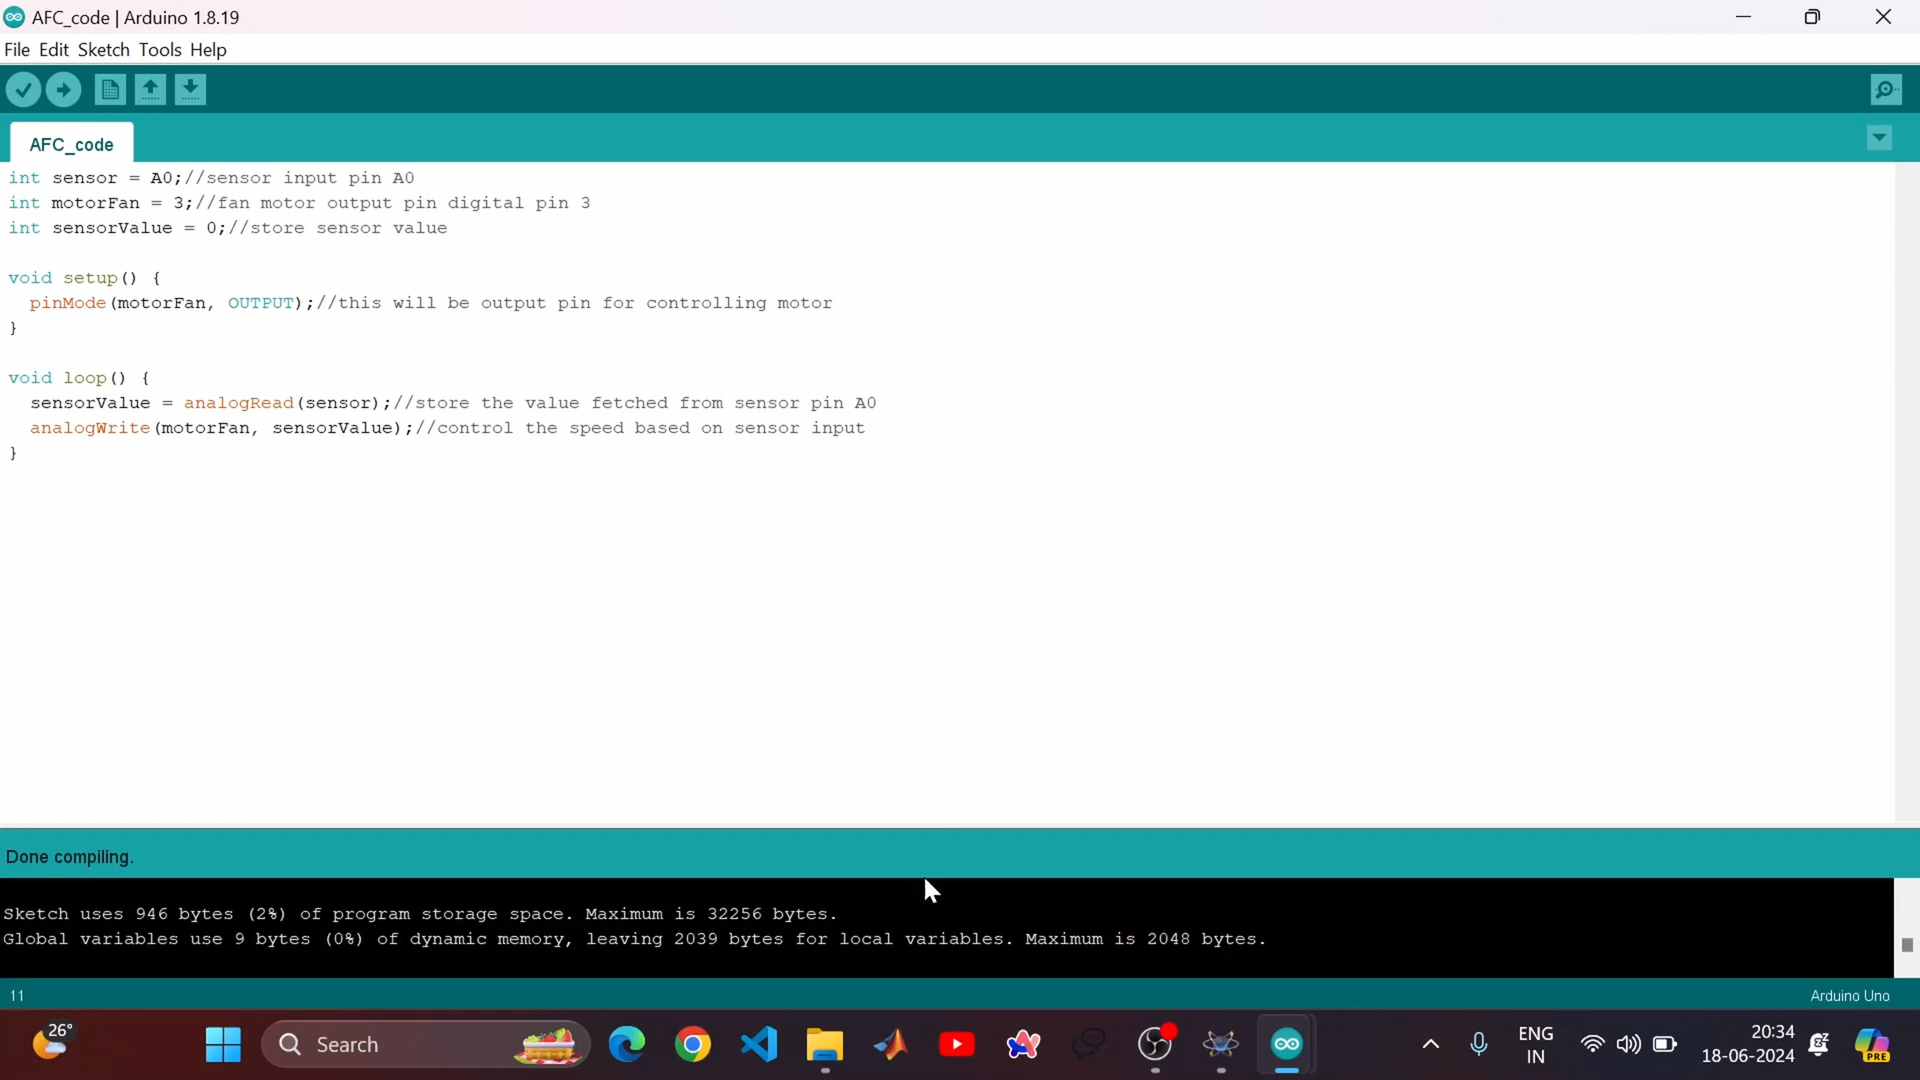 AFC_code | Arduino 1.8.19
File Edit Sketch Tools Help
AFC_code
int sensor = A0;//sensor input pin A0
int motorFan = 3;//fan motor output pin digital pin 3
int sensorValue = 0;//store sensor value
void setup() {
pinMode(motorFan, OUTPUT);//this will be output pin for controlling motor
}
void loop() {
sensorValue = analogRead(sensor);//store the value fetched from sensor pin A0
analogWrite(motorFan, sensorValue);//control the speed based on sensor input
}
Done compiling.
Sketch uses 946 bytes (2%) of program storage space. Maximum is 32256 bytes.
Global variables use 9 bytes (0%) of dynamic memory, leaving 2039 bytes for local variables. Maximum is 2048 bytes.
11
Arduino Uno
26°
Search
ENG
IN
20:34
18-06-2024
PRE